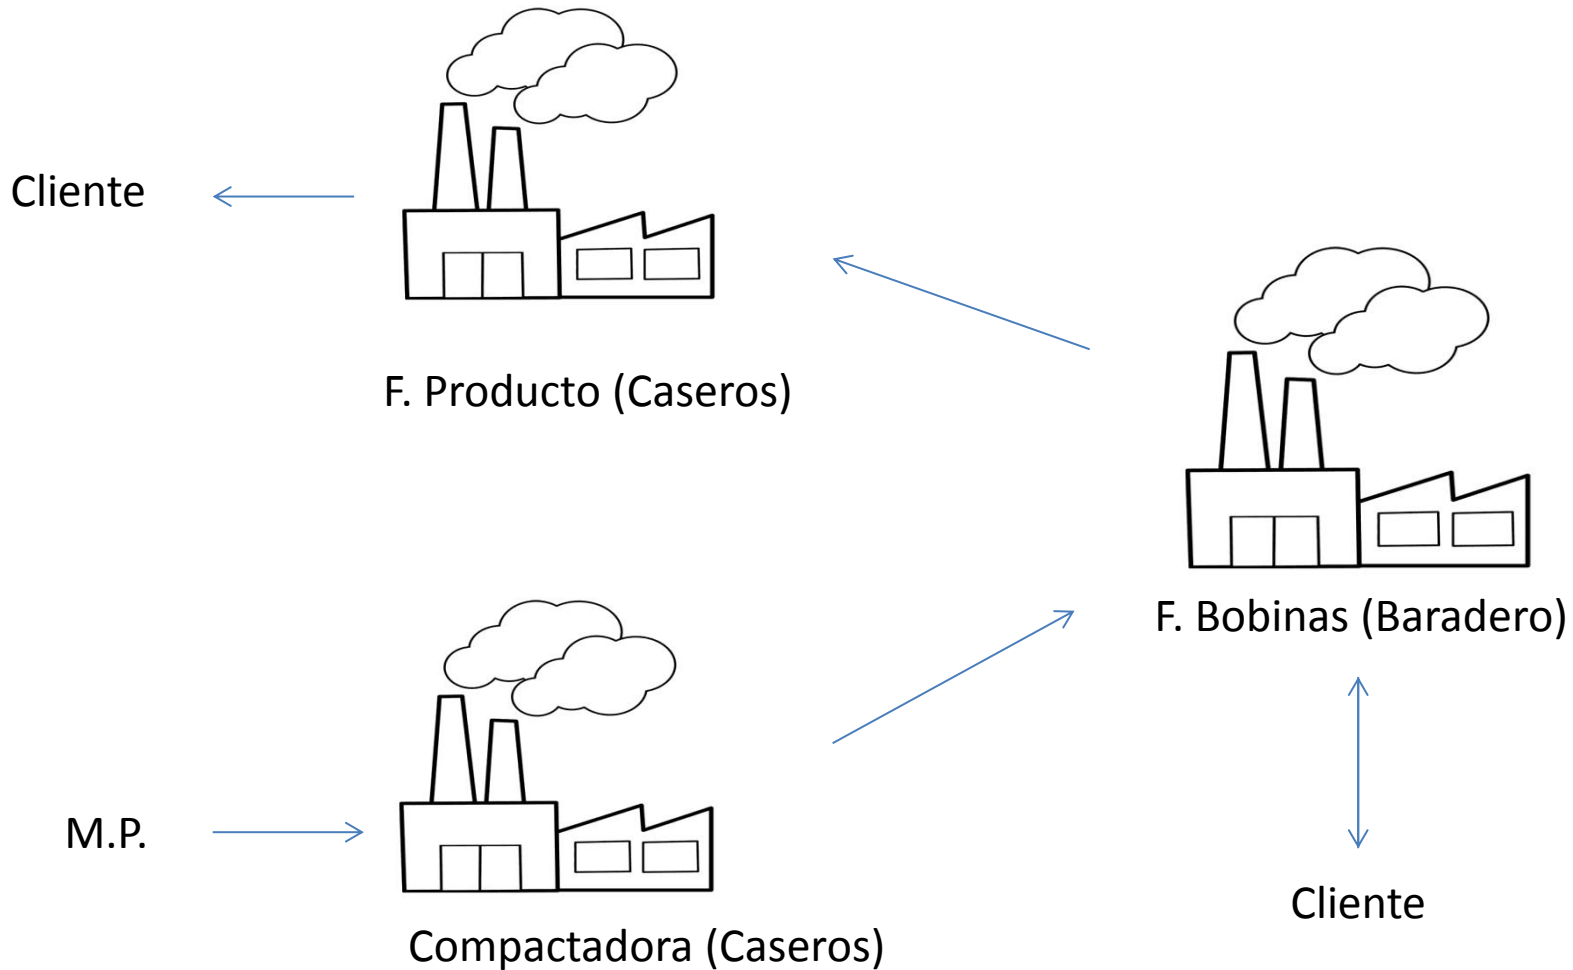 Cliente
F. Producto (Caseros)
F. Bobinas (Baradero)
M.P.
Cliente
Compactadora (Caseros)